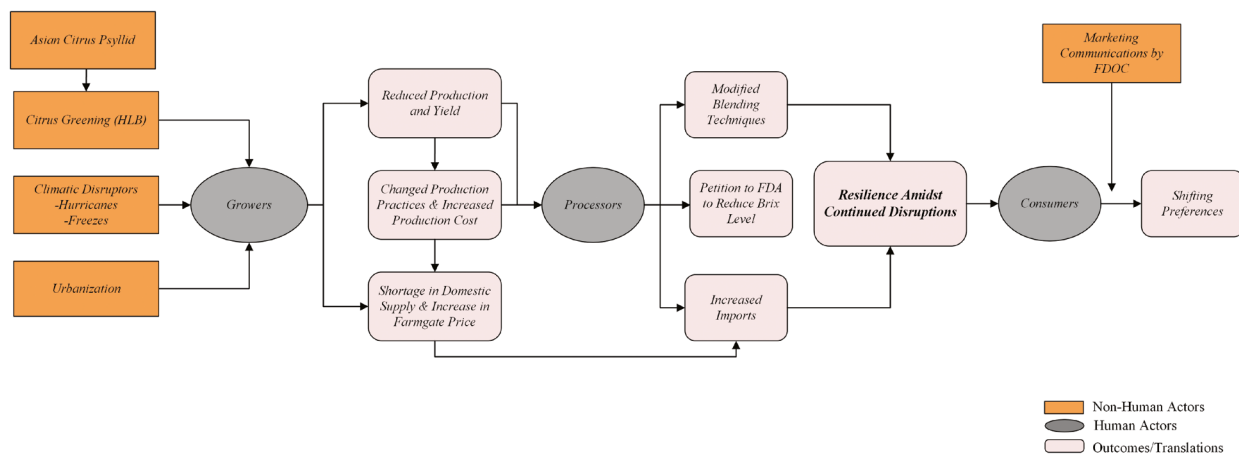 Asian Citrus Psyllid
Citrus Greening (HLB)
Climatic Disruptors
-Hurricanes
-Freezes
Urbanization
Growers
Reduced Production
and Yield
Changed Production
Practices & Increased
Production Cost
Shortage in Domestic
Supply & Increase in
Farmgate Price
Processors
Modified
Blending
Techniques
Petition to FDA
to Reduce Brix
Level
Increased
Imports
Resilience Amidst
Continued Disruptions
Consumers
Marketing
Communications by
FDOC
Shifting
Preferences
Non-Human Actors
Human Actors
Outcomes/Translations